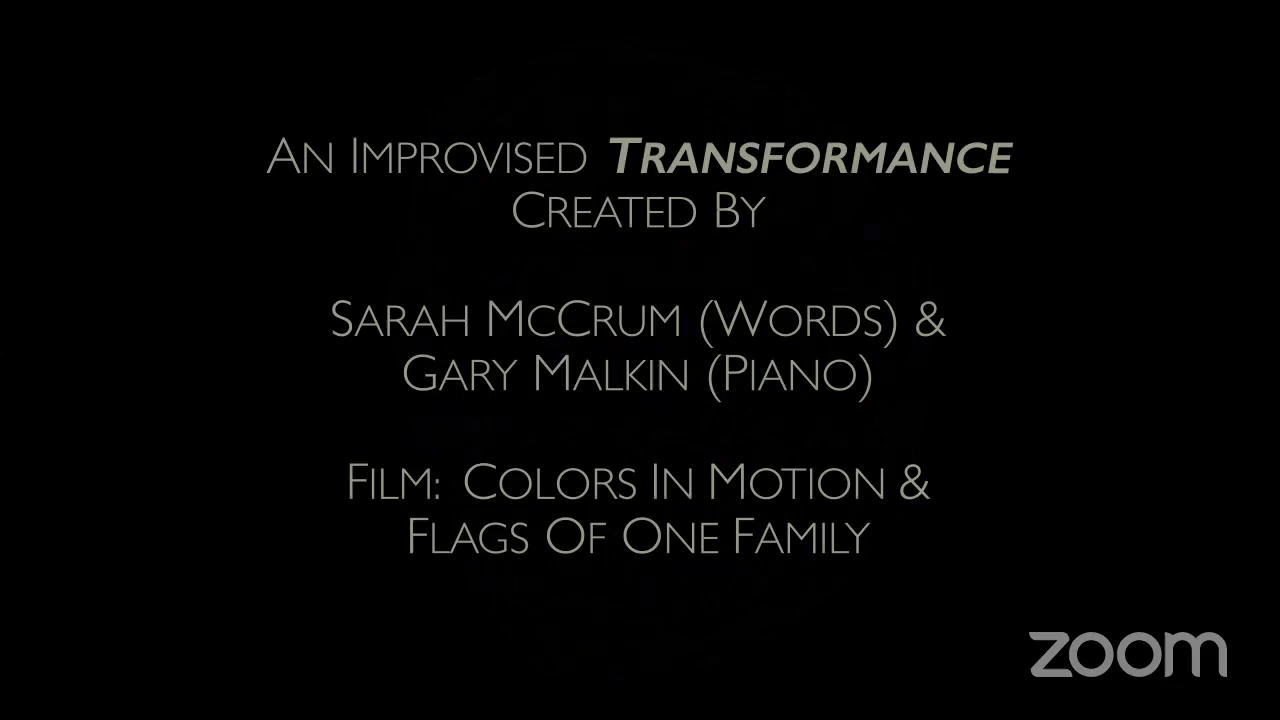 An Improvised Transformance
Created By
Sarah McCrum (Words) &
Gary Malkin (Piano)
Film: Colors In Motion &
Flags Of One Family
zoom